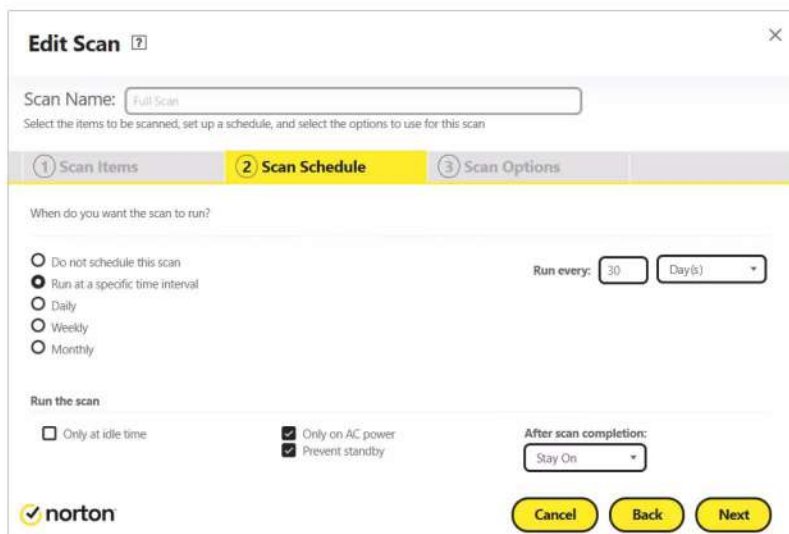 Edit Scan ?
Scan Name: Full Scan
Select the items to be scanned, set up a schedule, and select the options to use for this scan
1 Scan Items 2 Scan Schedule 3 Scan Options
When do you want the scan to run?
Do not schedule this scan
Run at a specific time interval
Daily
Weekly
Monthly
Run every: 30 Day(s)
Run the scan
Only at idle time
Only on AC power
Prevent standby
After scan completion:
Stay On
norton
Cancel Back Next